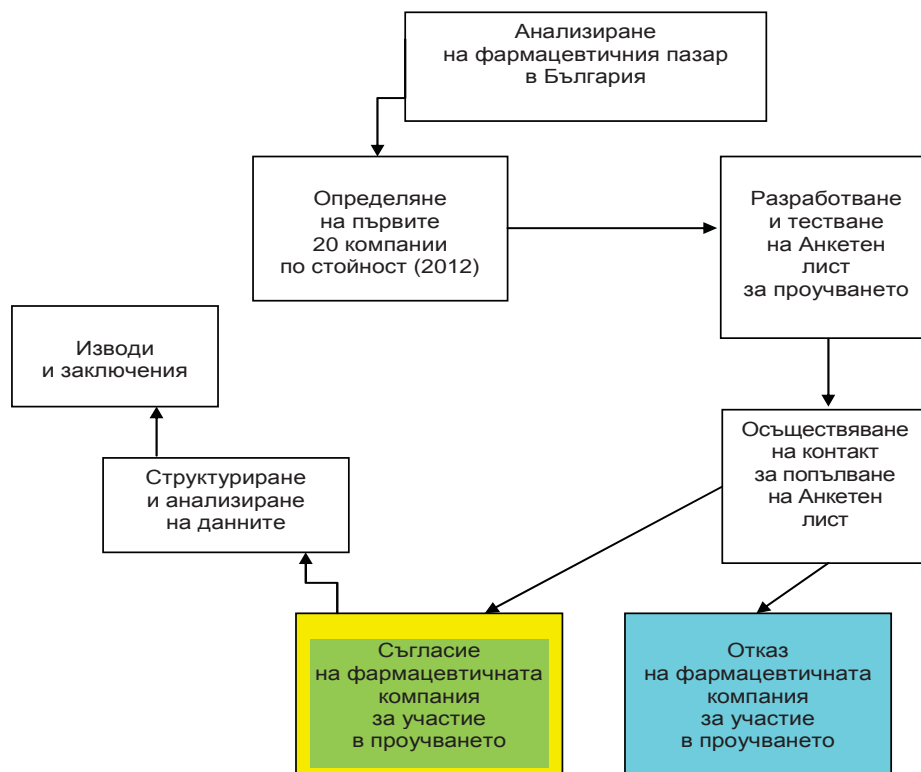 Анализиране
на фармацевтичния пазар
в България
Определяне
на първите
20 компании
по стойност (2012)
Разработване
и тестване
на Анкетен
лист
за проучването
Изводи
и заключения
Осъществяване
на контакт
за попълване
на Анкетен
лист
Структуриране
и анализиране
на данните
Съгласие
на фармацевтичната
компания
за участие
в проучването
Отказ
на фармацевтичната
компания
за участие
в проучването